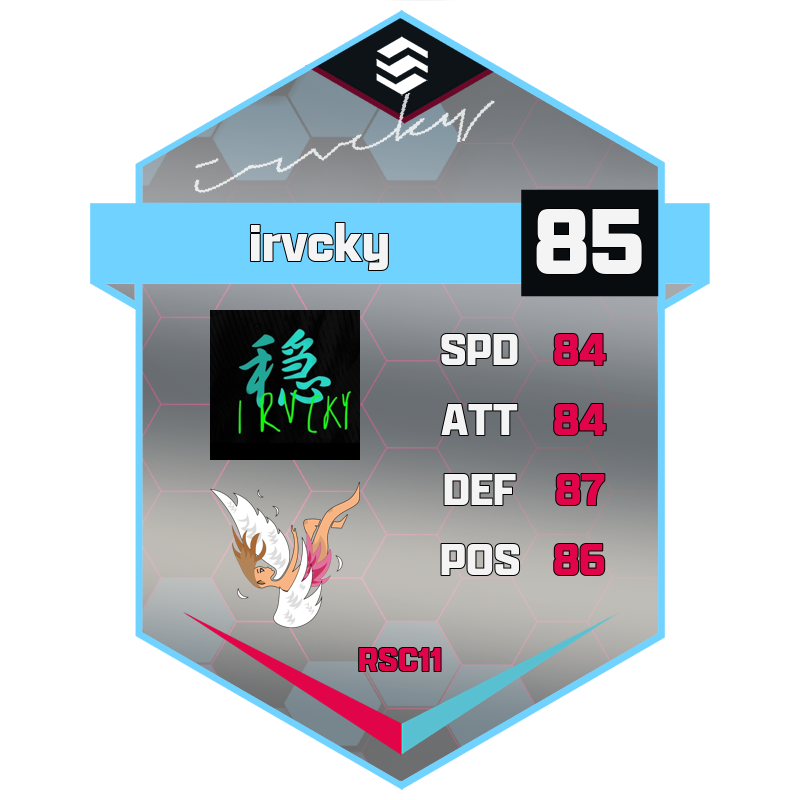 irvcky
irvcky
85
穏
IRVCKY
SPD 84
ATT 84
DEF 87
POS 86
RSC11